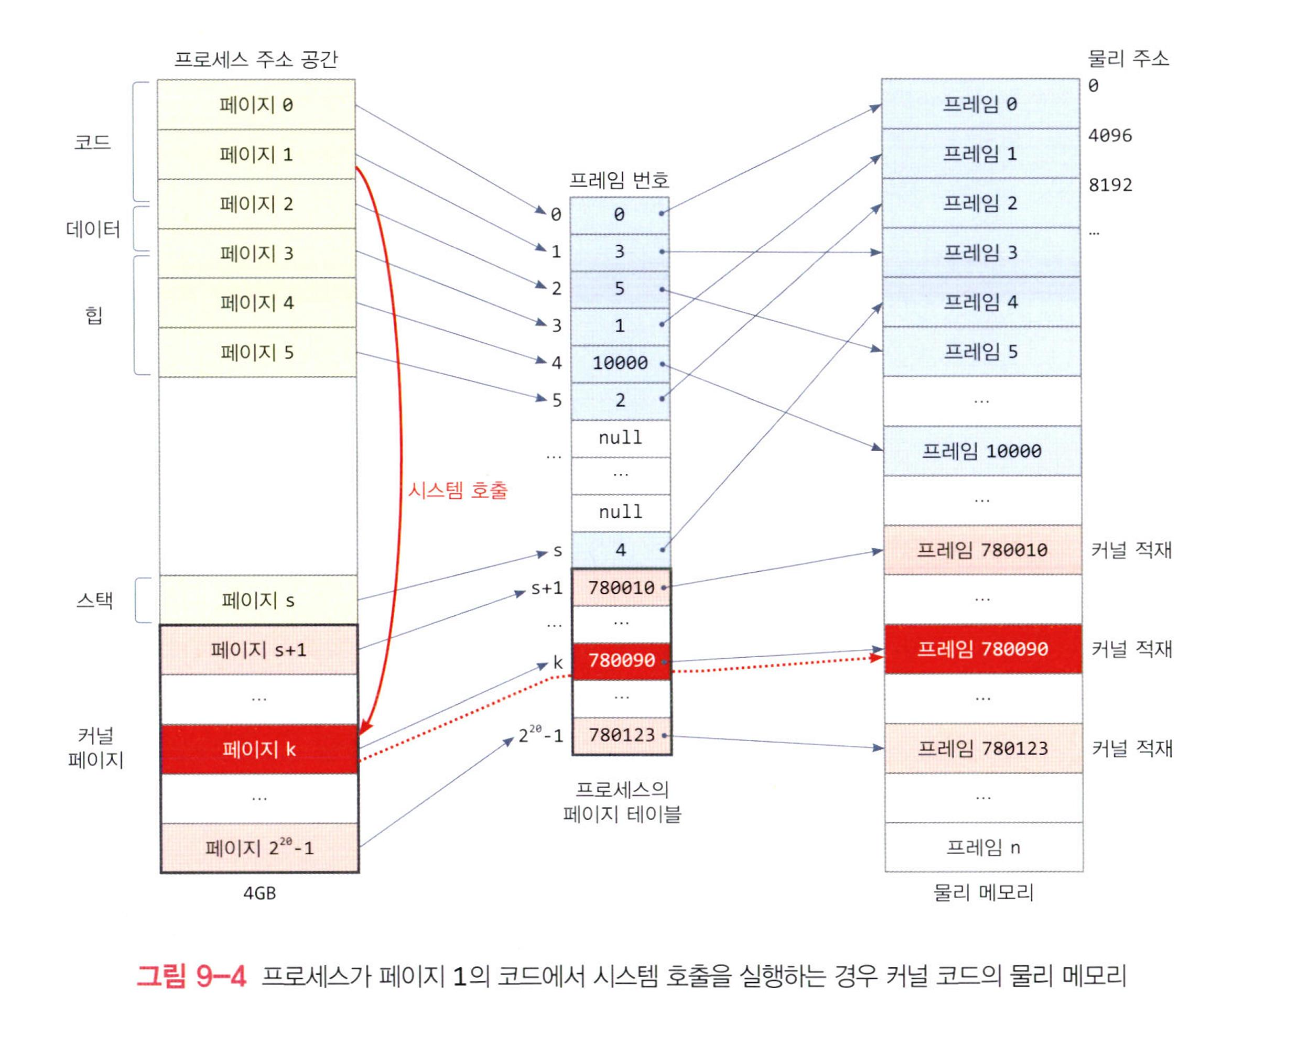 프로세스 주소 공간
코드
데이터
힙
스택
커널
페이지
페이지 0
페이지 1
페이지 2
페이지 3
페이지 4
페이지 5
페이지 s
페이지 s+1
...
페이지 k
...
페이지 2²⁰-1
4GB
시스템 호출
프레임 번호
0 0
1 3
2 5
3 1
4 10000
5 2
null
... ...
null
s 4
s+1 780010
... ...
k 780090
...
2²⁰-1 780123
프로세스의
페이지 테이블
물리 주소
프레임 0 0
프레임 1 4096
프레임 2 8192
프레임 3 ...
프레임 4
프레임 5
...
프레임 10000
...
프레임 780010 커널 적재
...
프레임 780090 커널 적재
...
프레임 780123 커널 적재
...
프레임 n
물리 메모리
그림 9-4 프로세스가 페이지 1의 코드에서 시스템 호출을 실행하는 경우 커널 코드의 물리 메모리